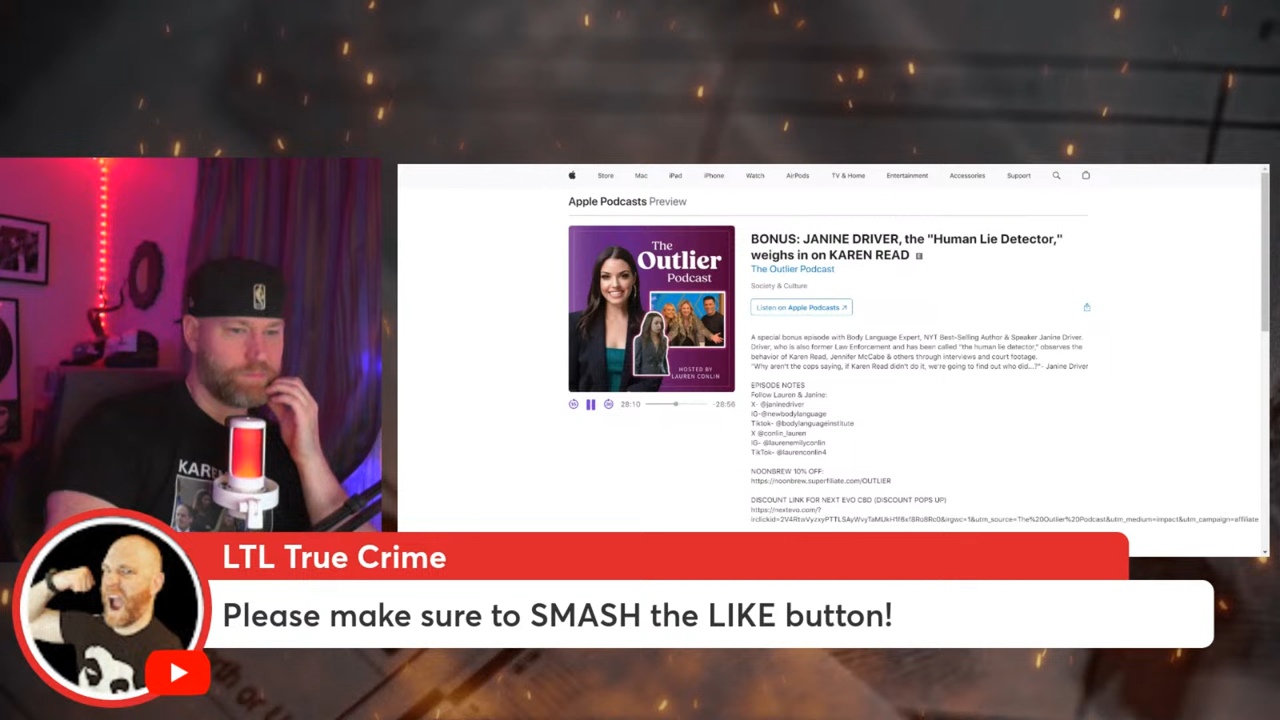 Store Mac iPad iPhone Watch AirPods TV & Home Entertainment Accessories Support
Apple Podcasts Preview
The
Outlier
Podcast
HOSTED BY
LAUREN CONLIN
28:10 -28:56
BONUS: JANINE DRIVER, the "Human Lie Detector,"
weighs in on KAREN READ
The Outlier Podcast
Society & Culture
Listen on Apple Podcasts ↗
A special bonus episode with Body Language Expert, NYT Best-Selling Author & Speaker Janine Driver.
Driver, who is also former Law Enforcement and has been called "the human lie detector," observes the
behavior of Karen Read, Jennifer McCabe & others through interviews and court footage.
"Why aren't the cops saying, if Karen Read didn't do it, we're going to find out who did...?"- Janine Driver
EPISODE NOTES
Follow Lauren & Janine:
X- @janinedriver
IG-@newbodylanguage
Tiktok- @bodylanguageinstitute
X @conlin_lauren
IG- @laurenemilyconlin
TikTok- @laurenconlin4
NOONBREW 10% OFF:
https://noonbrew.superfiliate.com/OUTLIER
DISCOUNT LINK FOR NEXT EVO CBD (DISCOUNT POPS UP)
https://nextevo.com/?
KAREN
LTL True Crime
Please make sure to SMASH the LIKE button!